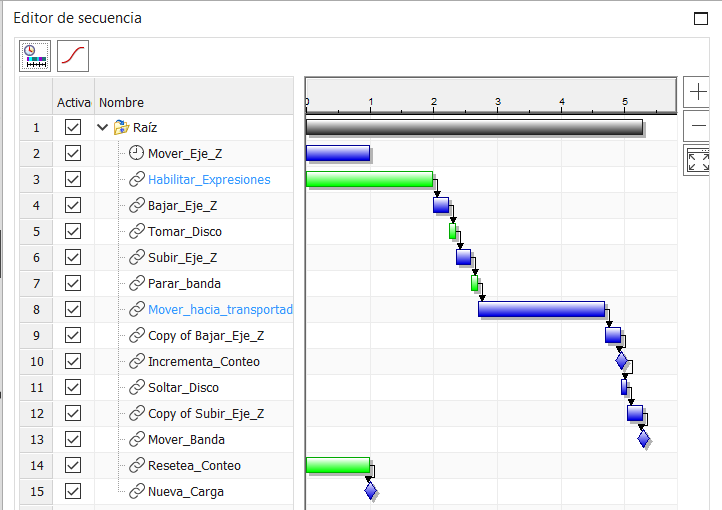 Editor de secuencia
Activa Nombre 0 1 2 3 4 5
1 Raíz
2 Mover_Eje_Z
3 Habilitar_Expresiones
4 Bajar_Eje_Z
5 Tomar_Disco
6 Subir_Eje_Z
7 Parar_banda
8 Mover_hacia_transportad
9 Copy of Bajar_Eje_Z
10 Incrementa_Conteo
11 Soltar_Disco
12 Copy of Subir_Eje_Z
13 Mover_Banda
14 Resetea_Conteo
15 Nueva_Carga